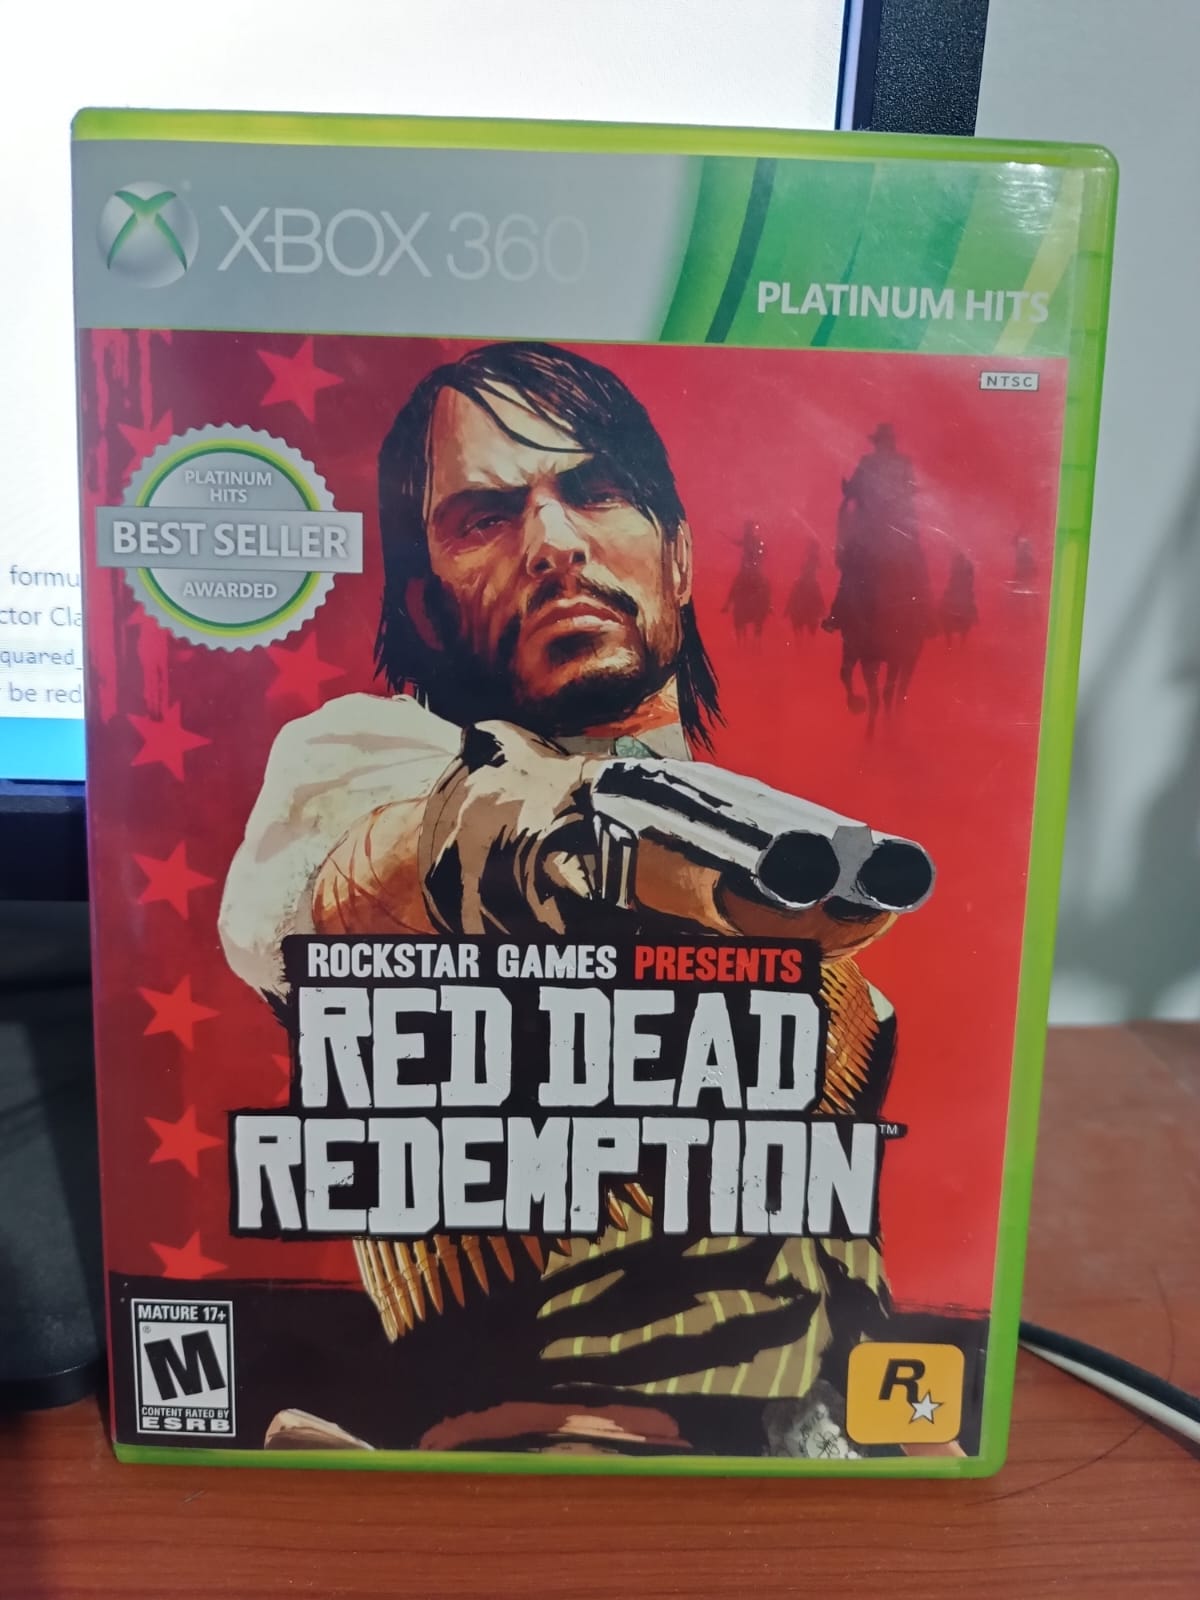 XBOX 360
PLATINUM HITS
NTSC
PLATINUM
HITS
BEST SELLER
AWARDED
formu
ctor Cla
quared_
be red
ROCKSTAR GAMES PRESENTS
RED DEAD
REDEMPTION™
MATURE 17+
M
®
CONTENT RATED BY
ESRB
R